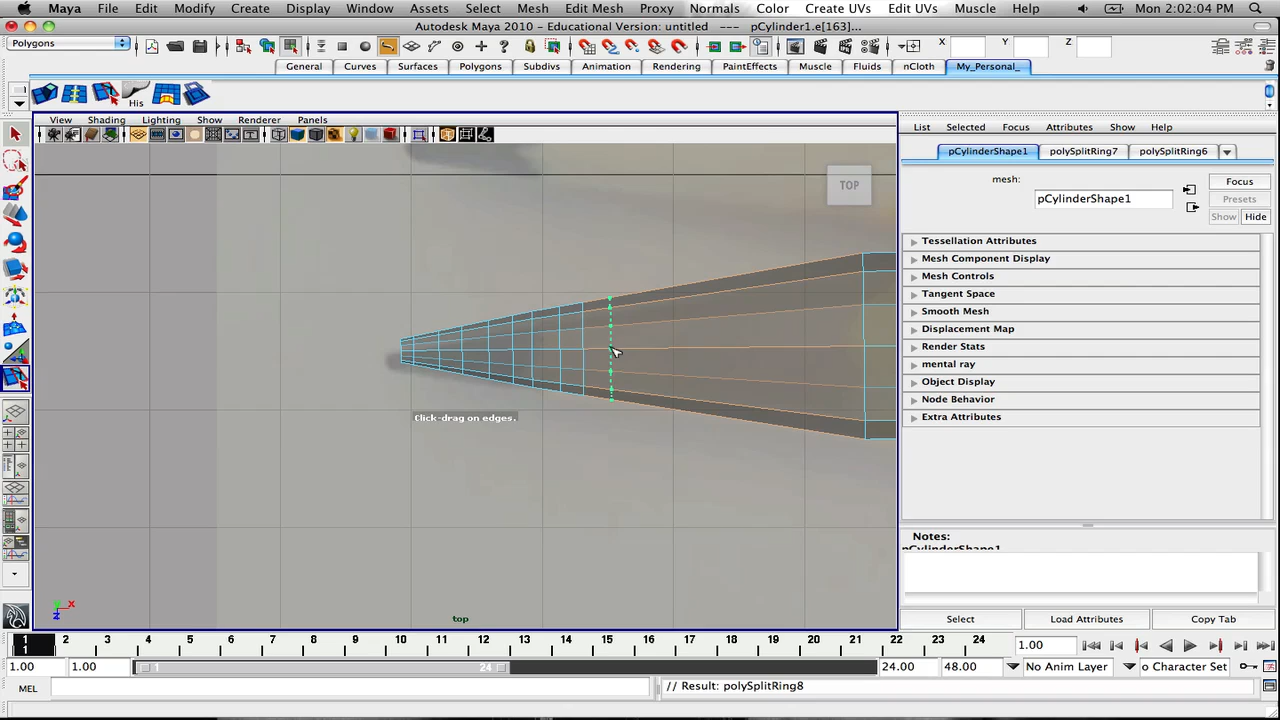 Maya File Edit Modify Create Display Window Assets Select Mesh Edit Mesh Proxy Normals Color Create UVs Edit UVs Muscle Help Mon 2:02:04 PM
Autodesk Maya 2010 - Educational Version: untitled --- pCylinder1.e[163]...
Polygons X Y Z
General Curves Surfaces Polygons Subdivs Animation Rendering PaintEffects Muscle Fluids nCloth My_Personal_
His
View Shading Lighting Show Renderer Panels
List Selected Focus Attributes Show Help
pCylinderShape1 polySplitRing7 polySplitRing6
mesh: Focus
pCylinderShape1 Presets
Show Hide
TOP
Tessellation Attributes
Mesh Component Display
Mesh Controls
Tangent Space
Smooth Mesh
Displacement Map
Render Stats
mental ray
Object Display
Node Behavior
Extra Attributes
Click-drag on edges.
Notes:
pCylinderShape1
x
z
top
Select Load Attributes Copy Tab
1 2 3 4 5 6 7 8 9 10 11 12 13 14 15 16 17 18 19 20 21 22 23 24 1.00
1
1.00 1.00 1 24 24.00 48.00 No Anim Layer o Character Set
MEL // Result: polySplitRing8